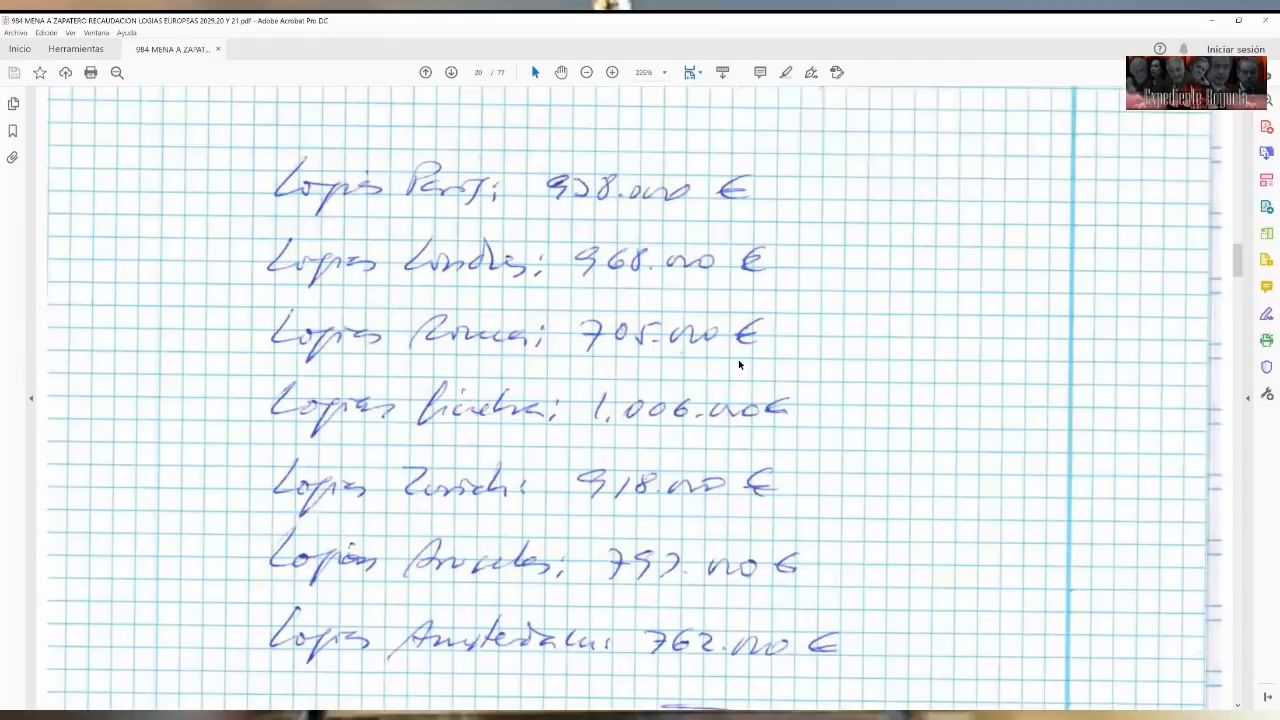 984 MENA A ZAPATERO RECAUDACION LOGIAS EUROPEAS 2029.20 Y 21.pdf - Adobe Acrobat Pro DC
Archivo Edición Ver Ventana Ayuda
Inicio Herramientas 984 MENA A ZAPAT... × Iniciar sesión
20 / 77 226%
Expediente Royuela
Logias París: 928.000 €
Logias Londres: 968.000 €
Logias Roma: 705.000 €
Logias Ginebra: 1.006.000 €
Logias Zurich: 918.000 €
Logias Bruselas: 797.000 €
Logias Amsterdam: 762.000 €